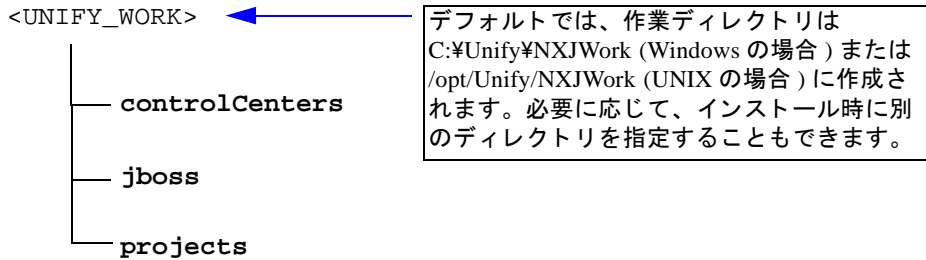 <UNIFY_WORK>
デフォルトでは、作業ディレクトリは
C:¥Unify¥NXJWork (Windows の場合 ) または
/opt/Unify/NXJWork (UNIX の場合 ) に作成さ
れます。必要に応じて、インストール時に別
のディレクトリを指定することもできます。
controlCenters
jboss
projects